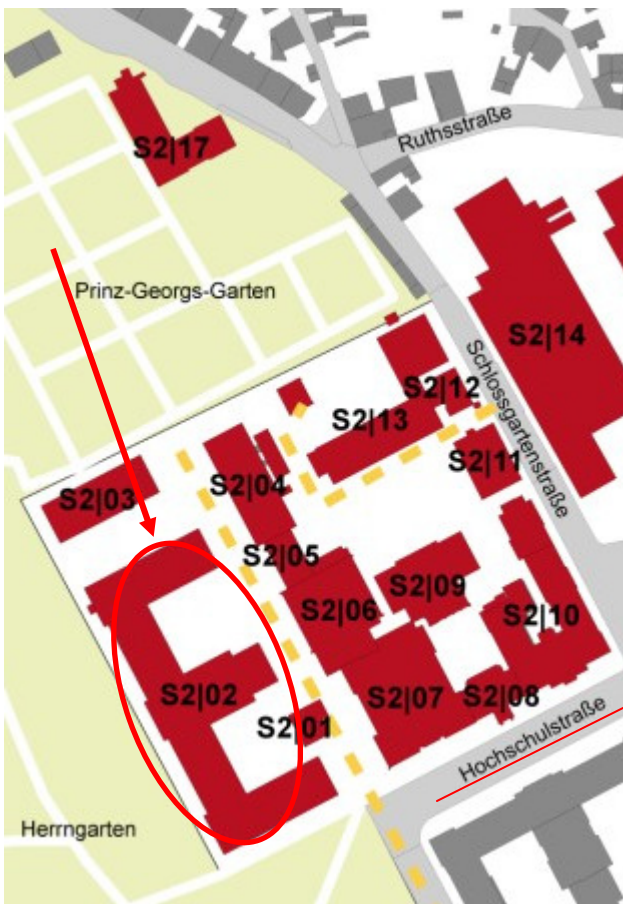 Ruthsstraße
S2|17
Prinz-Georgs-Garten
S2|14
Schlossgartenstraße
S2|12
S2|13
S2|11
S2|04
S2|03
S2|05
S2|09
S2|06
S2|10
S2|02
S2|07
S2|08
S2|01
Hochschulstraße
Herrngarten